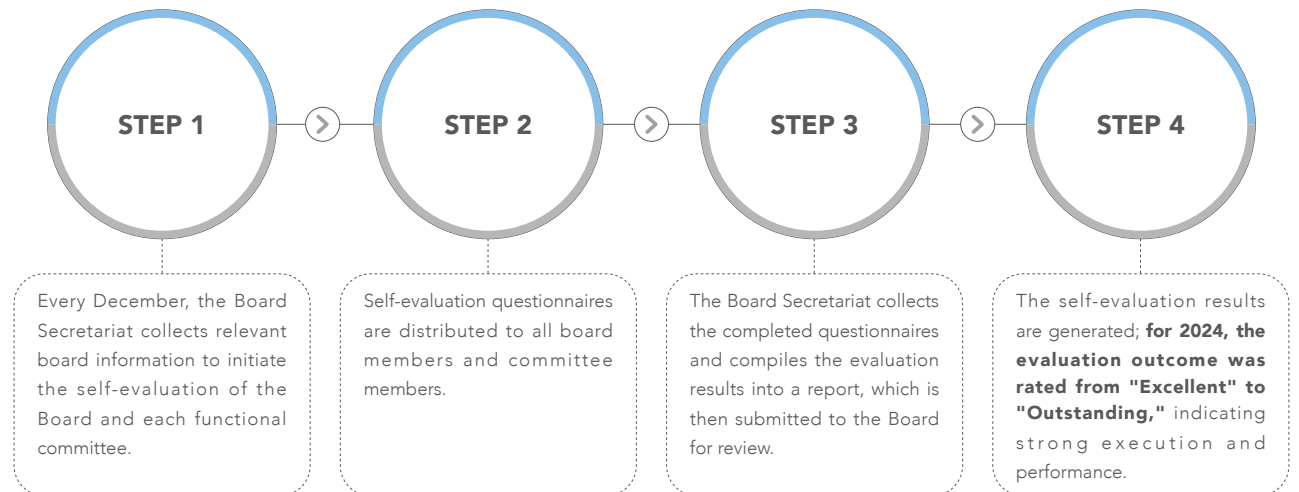 STEP 1
Every December, the Board
Secretariat collects relevant
board information to initiate
the self-evaluation of the
Board and each functional
committee.
STEP 2
Self-evaluation questionnaires
are distributed to all board
members and committee
members.
STEP 3
The Board Secretariat collects
the completed questionnaires
and compiles the evaluation
results into a report, which is
then submitted to the Board
for review.
STEP 4
The self-evaluation results
are generated; for 2024, the
evaluation outcome was
rated from "Excellent" to
"Outstanding," indicating
strong execution and
performance.